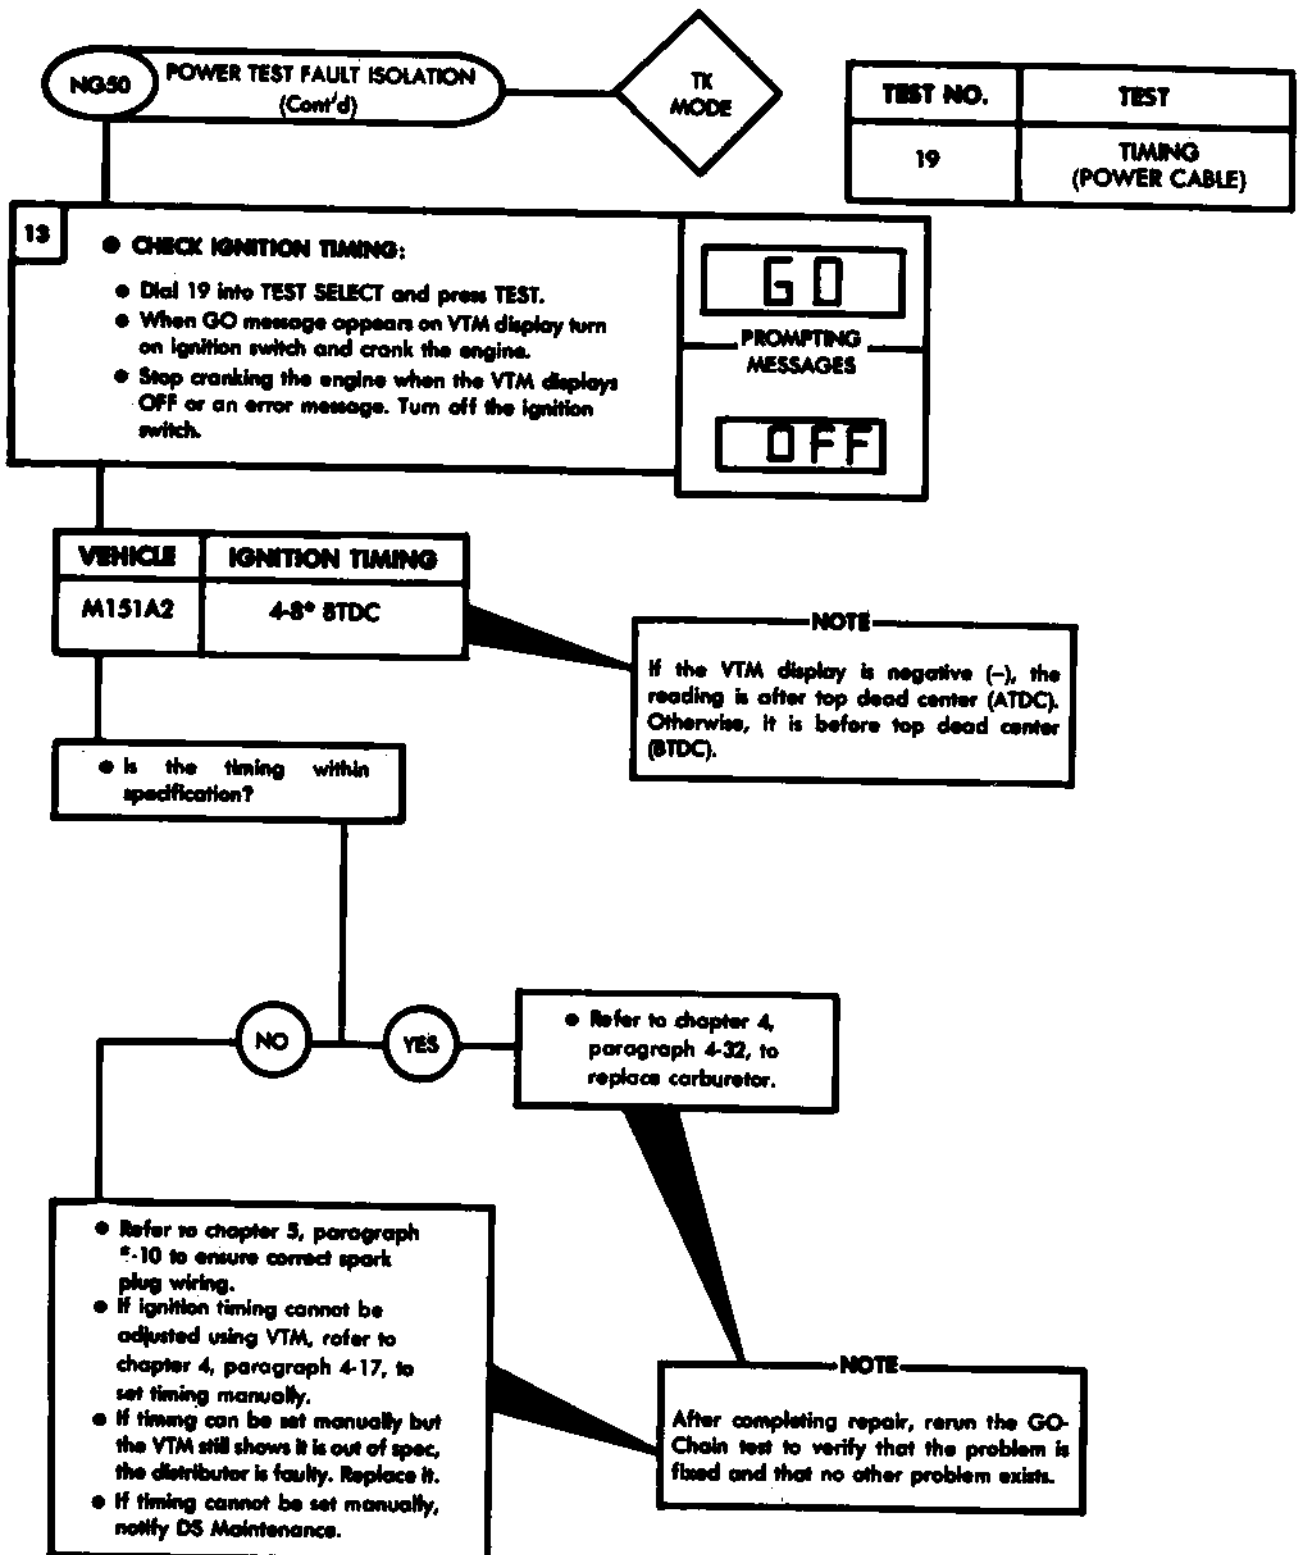 NG50
POWER TEST FAULT ISOLATION
(Cont'd)
TK
MODE
TEST NO.
TEST
19
TIMING
(POWER CABLE)
13
● CHECK IGNITION TIMING:
● Dial 19 into TEST SELECT and press TEST.
● When GO message appears on VTM display turn
on ignition switch and crank the engine.
● Stop cranking the engine when the VTM displays
OFF or an error message. Turn off the ignition
switch.
GO
PROMPTING
MESSAGES
OFF
VEHICLE
IGNITION TIMING
M151A2
4-8° BTDC
NOTE
If the VTM display is negative (–), the
reading is after top dead center (ATDC).
Otherwise, it is before top dead center
(BTDC).
● Is the timing within
specification?
NO
YES
● Refer to chapter 4,
paragraph 4-32, to
replace carburetor.
● Refer to chapter 5, paragraph
-10 to ensure correct spark
plug wiring.
● If ignition timing cannot be
adjusted using VTM, refer to
chapter 4, paragraph 4-17, to
set timing manually.
● If timing can be set manually but
the VTM still shows it is out of spec,
the distributor is faulty. Replace it.
● If timing cannot be set manually,
notify DS Maintenance.
NOTE
After completing repair, rerun the GO-
Chain test to verify that the problem is
fixed and that no other problem exists.